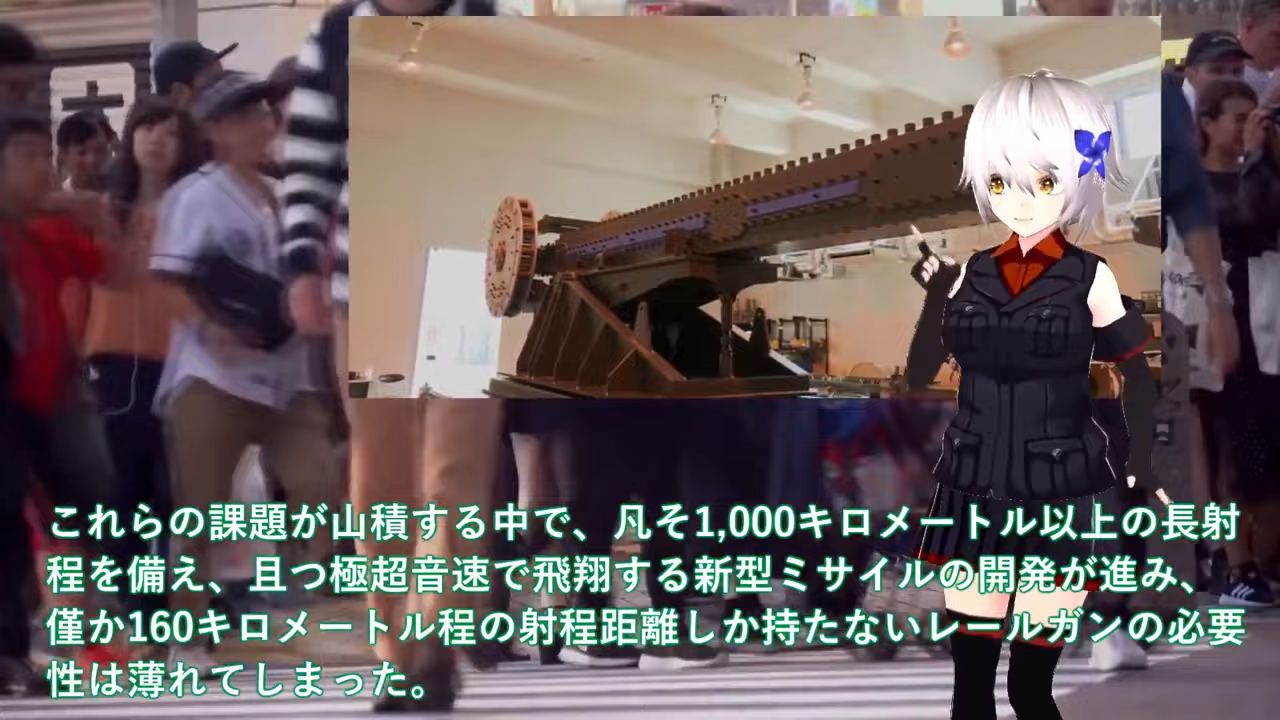 これらの課題が山積する中で、凡そ1,000キロメートル以上の長射
程を備え、且つ極超音速で飛翔する新型ミサイルの開発が進み、
僅か160キロメートル程の射程距離しか持たないレールガンの必要
性は薄れてしまった。